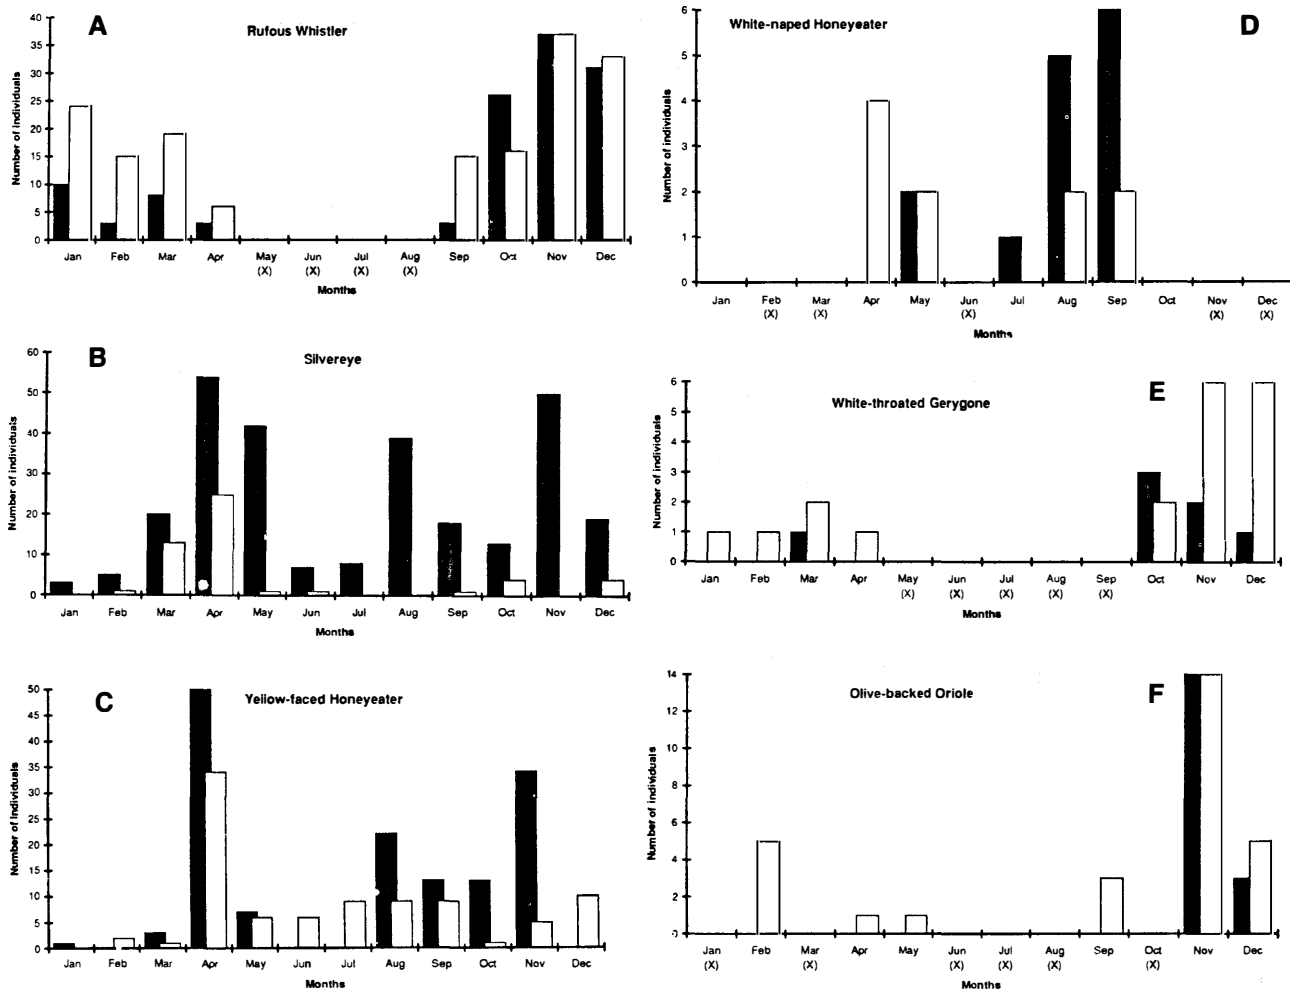 A
Rufous Whistler
Number of individuals
40
35
30
25
20
15
10
5
0
Jan Feb Mar Apr May Jun Jul Aug Sep Oct Nov Dec
(X) (X) (X) (X)
Months
B
Silvereye
Number of individuals
60
50
40
30
20
10
0
Jan Feb Mar Apr May Jun Jul Aug Sep Oct Nov Dec
Months
C
Yellow-faced Honeyeater
Number of individuals
50
45
40
35
30
25
20
15
10
5
0
Jan Feb Mar Apr May Jun Jul Aug Sep Oct Nov Dec
Months
D
White-naped Honeyeater
Number of individuals
6
5
4
3
2
1
0
Jan Feb Mar Apr May Jun Jul Aug Sep Oct Nov Dec
(X) (X) (X) (X) (X)
Months
E
White-throated Gerygone
Number of individuals
6
5
4
3
2
1
0
Jan Feb Mar Apr May Jun Jul Aug Sep Oct Nov Dec
(X) (X) (X) (X) (X)
Months
F
Olive-backed Oriole
Number of individuals
14
12
10
8
6
4
2
0
Jan Feb Mar Apr May Jun Jul Aug Sep Oct Nov Dec
(X) (X) (X) (X) (X) (X)
Months